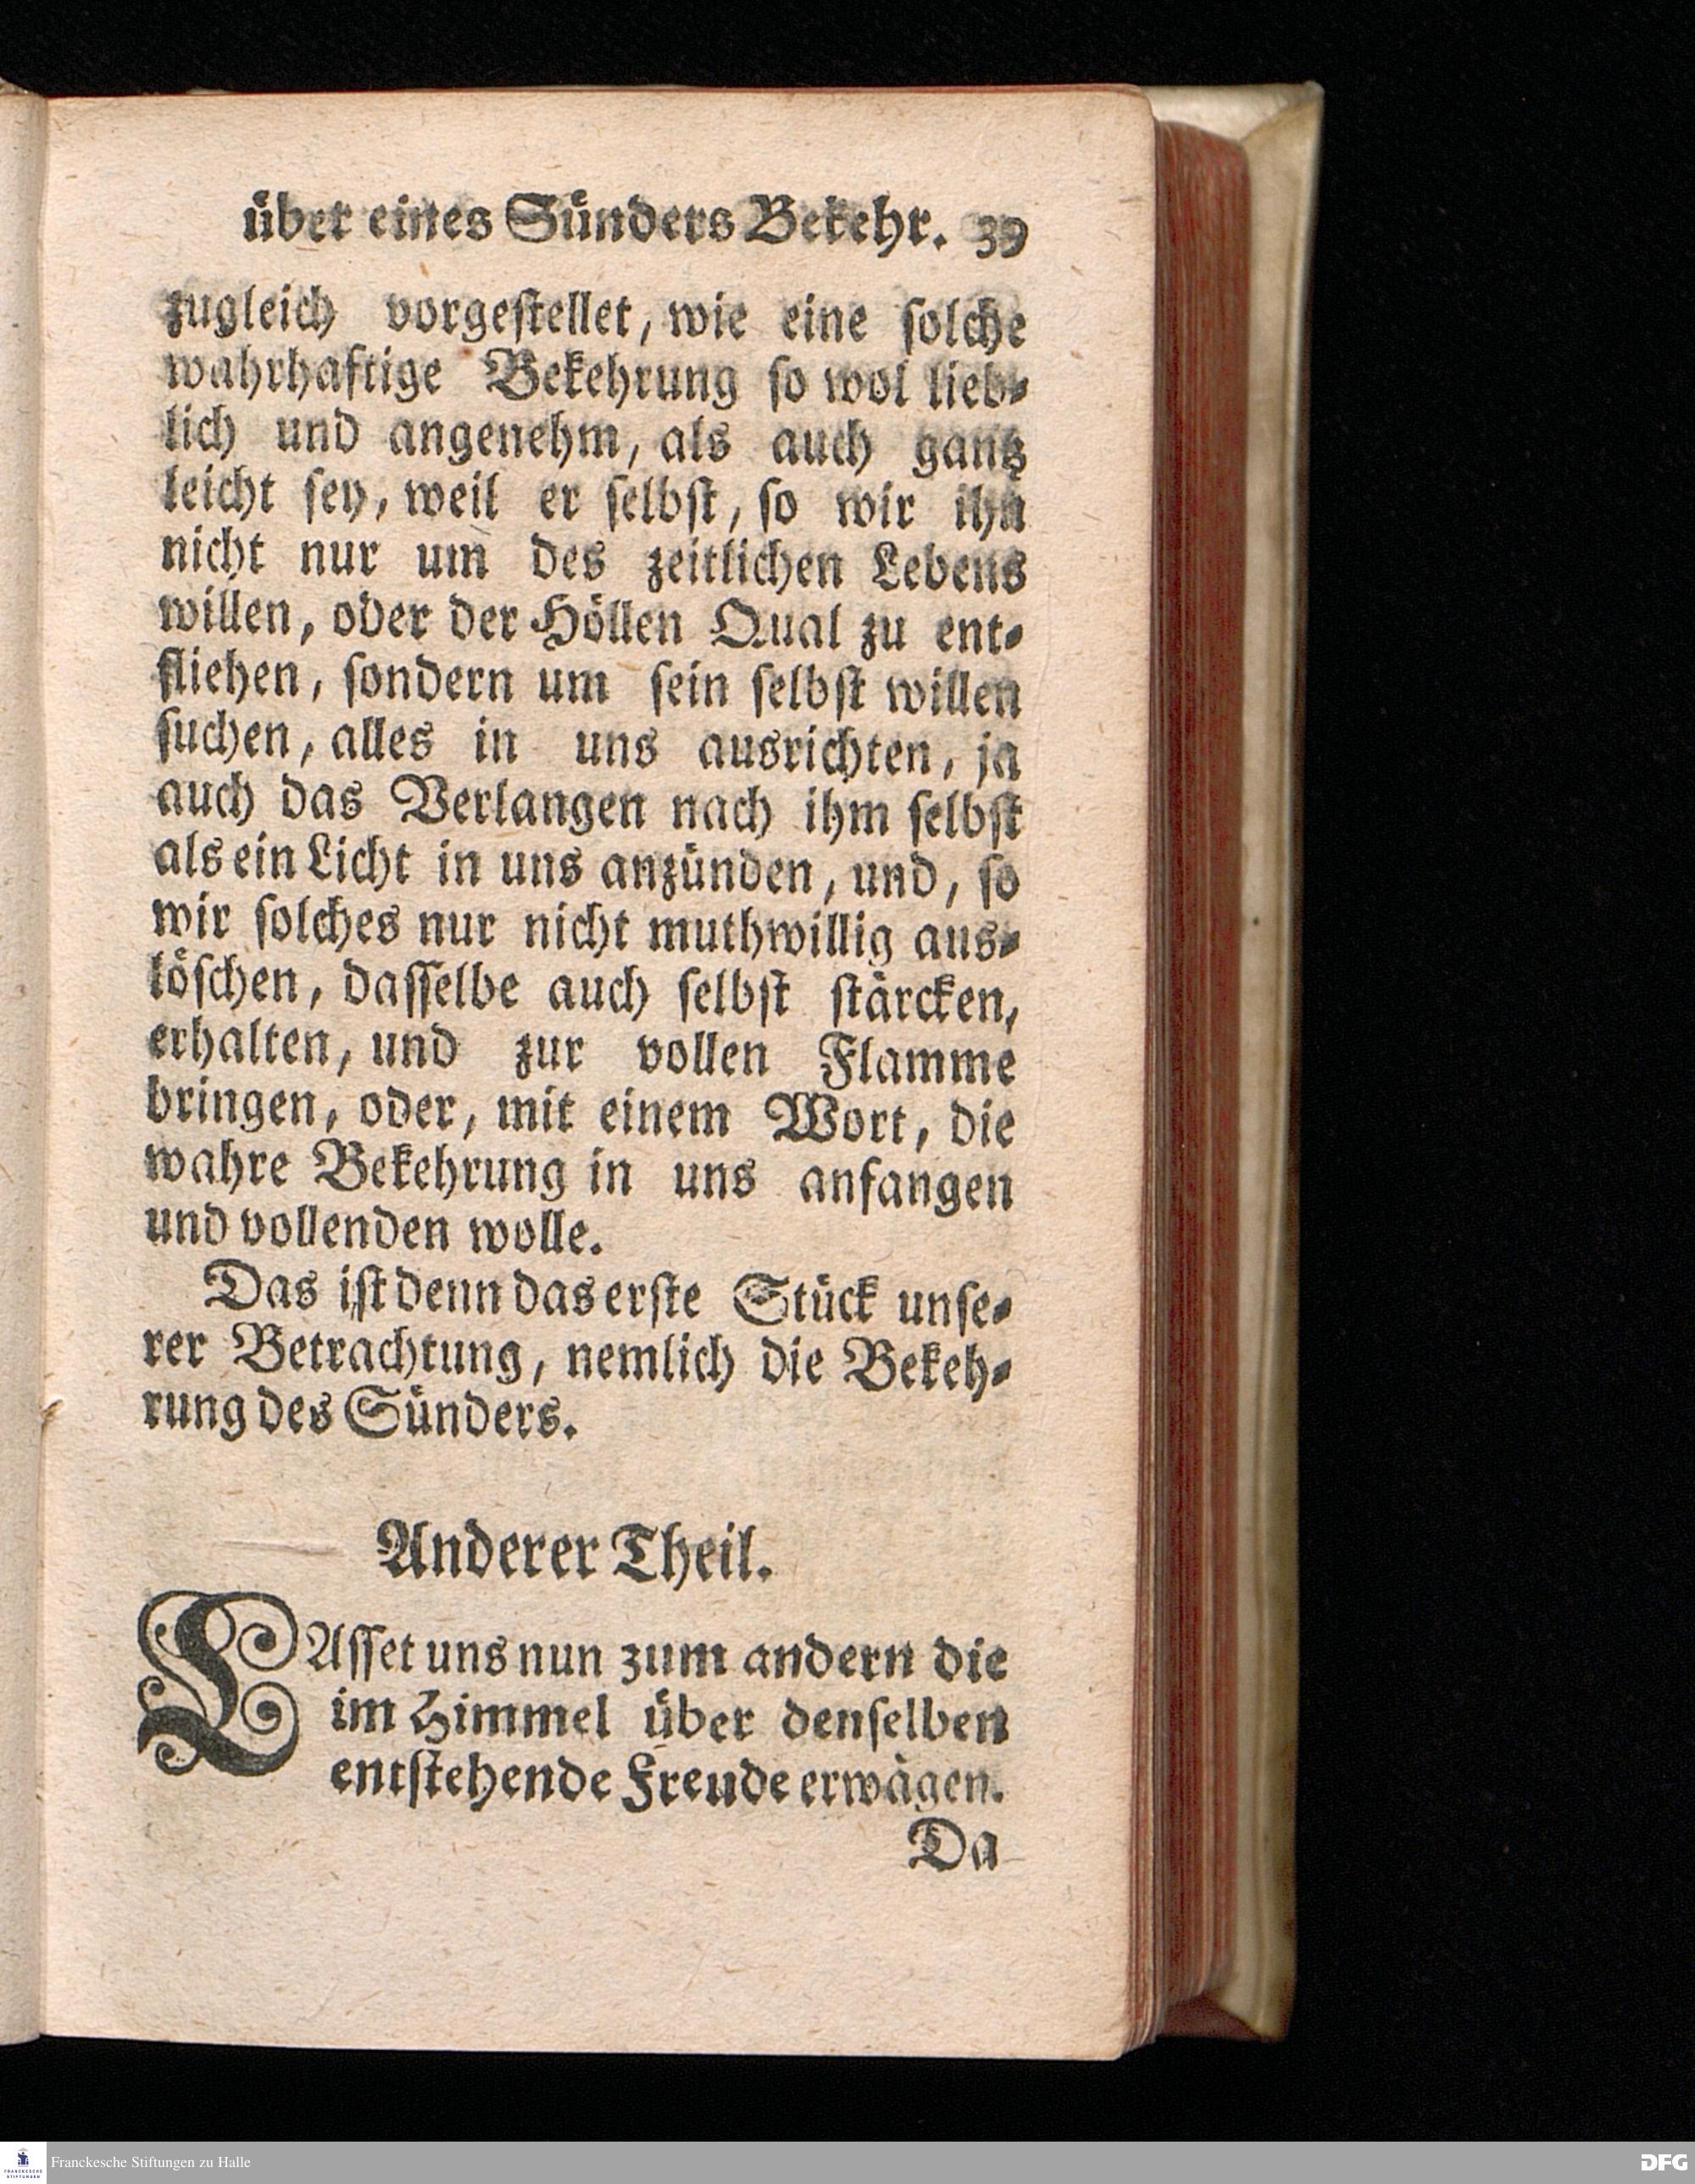 über eines Sünders Bekehr. 39
zugleich vorgeſtellet, wie eine ſolche
wahrhaftige Bekehrung ſo wol lieb⸗
lich und angenehm, als auch gantz
leicht ſey, weil er ſelbſt, ſo wir ihn
nicht nur um des zeitlichen Lebens
willen, oder der Höllen Qual zu ent⸗
fliehen, ſondern um ſein ſelbſt willen
ſuchen, alles in uns ausrichten, ja
auch das Verlangen nach ihm ſelbſt
als ein Licht in uns anzünden, und, ſo
wir ſolches nur nicht muthwillig aus⸗
löſchen, daſſelbe auch ſelbſt ſtärcken,
erhalten, und zur vollen Flamme
bringen, oder, mit einem Wort, die
wahre Bekehrung in uns anfangen
und vollenden wolle.
Das iſt denn das erſte Stück unſe⸗
rer Betrachtung, nemlich die Bekeh⸗
rung des Sünders.
Anderer Theil.
LAſſet uns nun zum andern die
im Himmel über denſelben
entſtehende Freude erwägen.
Da
FRANCKESCHE
STIFTUNGEN
Franckesche Stiftungen zu Halle
DFG